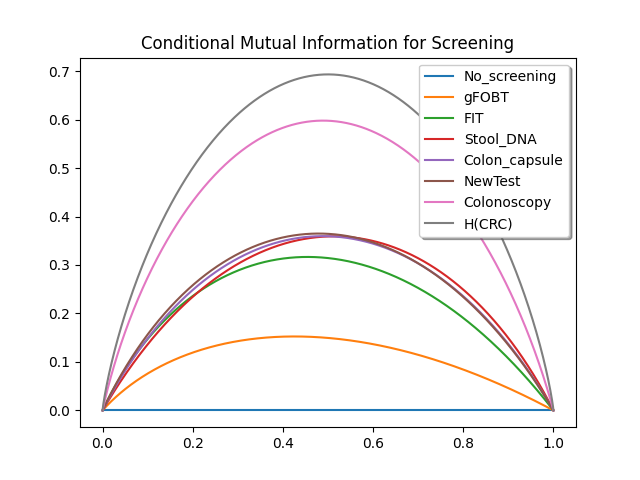 Conditional Mutual Information for Screening
0.7
0.6
0.5
0.4
0.3
0.2
0.1
0.0
No_screening
gFOBT
FIT
Stool_DNA
Colon_capsule
NewTest
Colonoscopy
H(CRC)
0.0 0.2 0.4 0.6 0.8 1.0